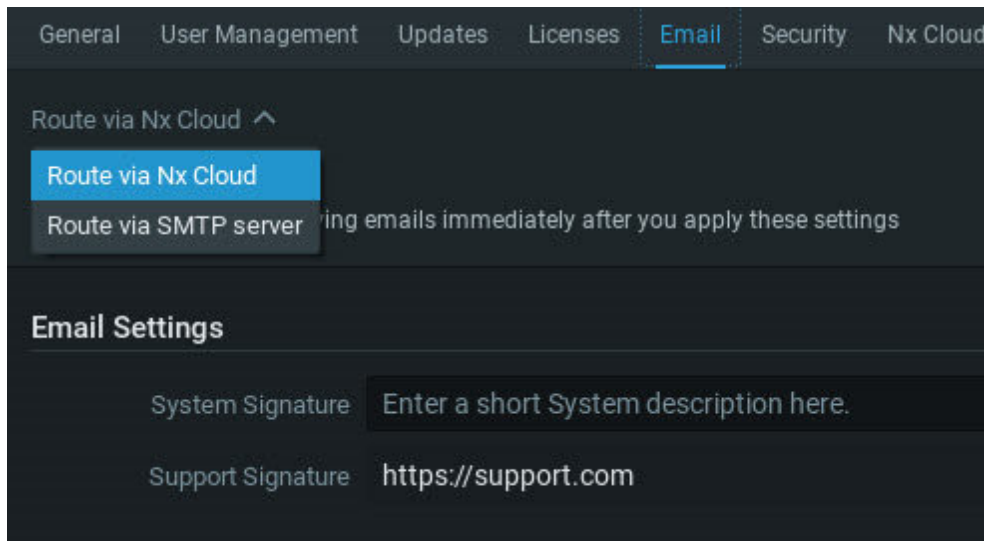 General User Management Updates Licenses Email Security Nx Cloud
Route via Nx Cloud
Route via Nx Cloud
Route via SMTP server
emails immediately after you apply these settings
Email Settings
System Signature Enter a short System description here.
Support Signature https://support.com